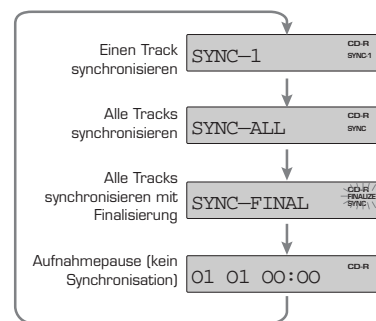 Einen Track
synchronisieren
SYNC–1
CD-R
SYNC-1
Alle Tracks
synchronisieren
SYNC–ALL
CD-R
SYNC
Alle Tracks
synchronisieren mit
Finalisierung
SYNC–FINAL
CD-R
FINALIZE
SYNC
Aufnahmepause (kein
Synchronisation)
01 01 00:00
CD-R